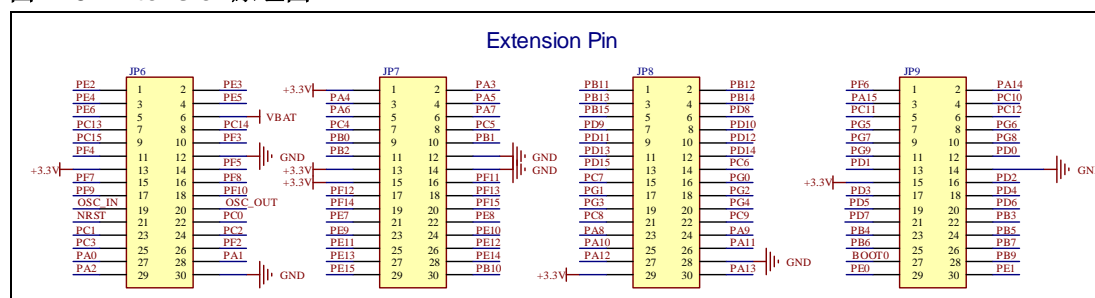 Extension Pin
JP6
PE2 1 2 PE3
PE4 3 4 PE5
PE6 5 6 VBAT
PC13 7 8 PC14
PC15 9 10 PF3
PF4 11 12 GND
+3.3V 13 14 PF5
PF7 15 16 PF8
PF9 17 18 PF10
OSC_IN 19 20 OSC_OUT
NRST 21 22 PC0
PC1 23 24 PC2
PC3 25 26 PF2
PA0 27 28 PA1
PA2 29 30 GND
JP7
+3.3V 1 2 PA3
PA4 3 4 PA5
PA6 5 6 PA7
PC4 7 8 PC5
PB0 9 10 PB1
PB2 11 12 GND
+3.3V 13 14 GND
+3.3V 15 16 PF11
PF12 17 18 PF13
PF14 19 20 PF15
PE7 21 22 PE8
PE9 23 24 PE10
PE11 25 26 PE12
PE13 27 28 PE14
PE15 29 30 PB10
JP8
PB11 1 2 PB12
PB13 3 4 PB14
PB15 5 6 PD8
PD9 7 8 PD10
PD11 9 10 PD12
PD13 11 12 PD14
PD15 13 14 PC6
PC7 15 16 PG0
PG1 17 18 PG2
PG3 19 20 PG4
PC8 21 22 PC9
PA8 23 24 PA9
PA10 25 26 PA11
PA12 27 28 GND
+3.3V 29 30 PA13
JP9
PF6 1 2 PA14
PA15 3 4 PC10
PC11 5 6 PC12
PG5 7 8 PG6
PG7 9 10 PG8
PG9 11 12 PD0
PD1 13 14 GN
+3.3V 15 16 PD2
PD3 17 18 PD4
PD5 19 20 PD6
PD7 21 22 PB3
PB4 23 24 PB5
PB6 25 26 PB7
BOOT0 27 28 PB9
PE0 29 30 PE1